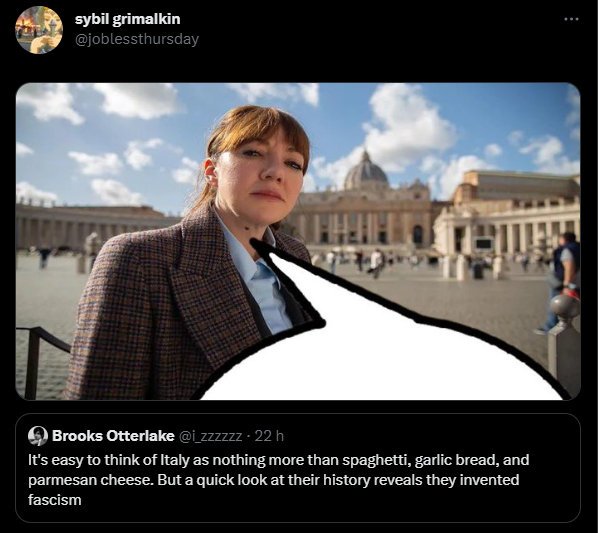 sybil grimalkin
@joblessthursday
Brooks Otterlake @i_zzzzzz · 22 h
It's easy to think of Italy as nothing more than spaghetti, garlic bread, and
parmesan cheese. But a quick look at their history reveals they invented
fascism